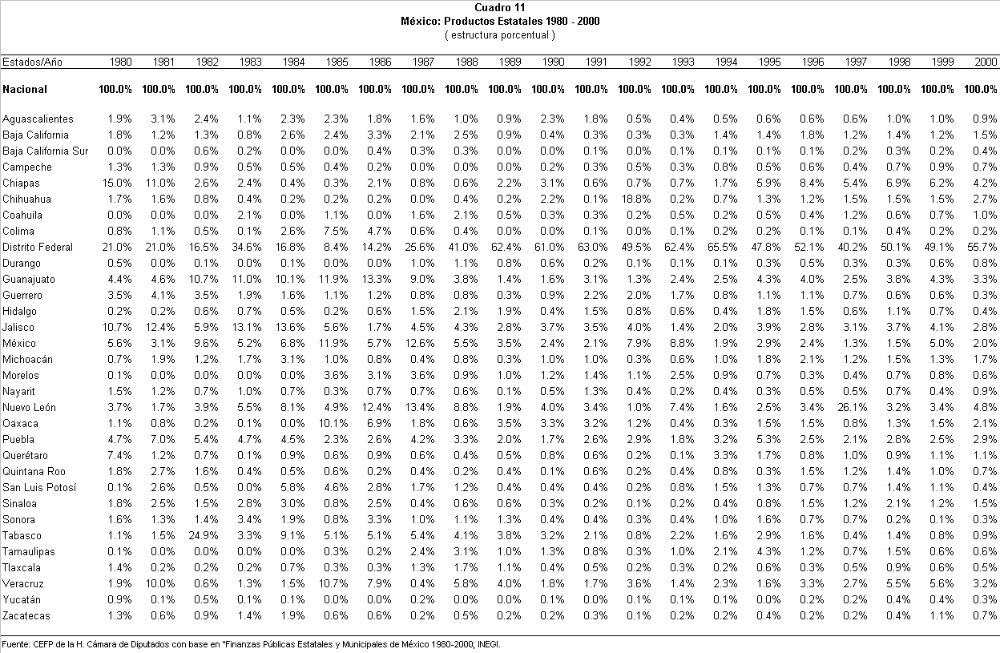 Cuadro 11
México: Productos Estatales 1980 - 2000
( estructura porcentual )
Estados/Año 1980 1981 1982 1983 1984 1985 1986 1987 1988 1989 1990 1991 1992 1993 1994 1995 1996 1997 1998 1999 2000
Nacional 100.0% 100.0% 100.0% 100.0% 100.0% 100.0% 100.0% 100.0% 100.0% 100.0% 100.0% 100.0% 100.0% 100.0% 100.0% 100.0% 100.0% 100.0% 100.0% 100.0% 100.0%
Aguascalientes 1.9% 3.1% 2.4% 1.1% 2.3% 2.3% 1.8% 1.6% 1.0% 0.9% 2.3% 1.8% 0.5% 0.4% 0.5% 0.6% 0.6% 0.6% 1.0% 1.0% 0.9%
Baja California 1.8% 1.2% 1.3% 0.8% 2.6% 2.4% 3.3% 2.1% 2.5% 0.9% 0.4% 0.3% 0.3% 0.3% 1.4% 1.4% 1.8% 1.2% 1.4% 1.2% 1.5%
Baja California Sur 0.0% 0.0% 0.6% 0.2% 0.0% 0.0% 0.4% 0.3% 0.3% 0.0% 0.0% 0.1% 0.0% 0.1% 0.1% 0.1% 0.1% 0.2% 0.3% 0.2% 0.4%
Campeche 1.3% 1.3% 0.9% 0.5% 0.5% 0.4% 0.2% 0.0% 0.0% 0.0% 0.2% 0.3% 0.5% 0.3% 0.8% 0.5% 0.6% 0.4% 0.7% 0.9% 0.7%
Chiapas 15.0% 11.0% 2.6% 2.4% 0.4% 0.3% 2.1% 0.8% 0.6% 2.2% 3.1% 0.6% 0.7% 0.7% 1.7% 5.9% 8.4% 5.4% 6.9% 6.2% 4.2%
Chihuahua 1.7% 1.6% 0.8% 0.4% 0.2% 0.2% 0.2% 0.0% 0.4% 0.2% 2.2% 0.1% 18.8% 0.2% 0.7% 1.3% 1.2% 1.5% 1.5% 1.5% 2.7%
Coahuila 0.0% 0.0% 0.0% 2.1% 0.0% 1.1% 0.0% 1.6% 2.1% 0.5% 0.3% 0.3% 0.2% 0.5% 0.2% 0.5% 0.4% 1.2% 0.6% 0.7% 1.0%
Colima 0.8% 1.1% 0.5% 0.1% 2.6% 7.5% 4.7% 0.6% 0.4% 0.0% 0.0% 0.1% 0.0% 0.1% 0.2% 0.2% 0.1% 0.1% 0.4% 0.2% 0.2%
Distrito Federal 21.0% 21.0% 16.5% 34.6% 16.8% 8.4% 14.2% 25.6% 41.0% 62.4% 61.0% 63.0% 49.5% 62.4% 65.5% 47.8% 52.1% 40.2% 50.1% 49.1% 55.7%
Durango 0.5% 0.0% 0.1% 0.0% 0.1% 0.0% 0.0% 1.0% 1.1% 0.8% 0.6% 0.2% 0.1% 0.1% 0.1% 0.3% 0.5% 0.3% 0.3% 0.6% 0.8%
Guanajuato 4.4% 4.6% 10.7% 11.0% 10.1% 11.9% 13.3% 9.0% 3.8% 1.4% 1.6% 3.1% 1.3% 2.4% 2.5% 4.3% 4.0% 2.5% 3.8% 4.3% 3.3%
Guerrero 3.5% 4.1% 3.5% 1.9% 1.6% 1.1% 1.2% 0.8% 0.8% 0.3% 0.9% 2.2% 2.0% 1.7% 0.8% 1.1% 1.1% 0.7% 0.6% 0.6% 0.3%
Hidalgo 0.2% 0.2% 0.6% 0.7% 0.5% 0.2% 0.6% 1.5% 2.1% 1.9% 0.4% 1.5% 0.8% 0.6% 0.4% 1.8% 1.5% 0.6% 1.1% 0.7% 0.4%
Jalisco 10.7% 12.4% 5.9% 13.1% 13.6% 5.6% 1.7% 4.5% 4.3% 2.8% 3.7% 3.5% 4.0% 1.4% 2.0% 3.9% 2.8% 3.1% 3.7% 4.1% 2.8%
México 5.6% 3.1% 9.6% 5.2% 6.8% 11.9% 5.7% 12.6% 5.5% 3.5% 2.4% 2.1% 7.9% 8.8% 1.9% 2.9% 2.4% 1.3% 1.5% 5.0% 2.0%
Michoacán 0.7% 1.9% 1.2% 1.7% 3.1% 1.0% 0.8% 0.4% 0.8% 0.3% 1.0% 1.0% 0.3% 0.6% 1.0% 1.8% 2.1% 1.2% 1.5% 1.3% 1.7%
Morelos 0.1% 0.0% 0.0% 0.0% 0.0% 3.6% 3.1% 3.6% 0.9% 1.0% 1.2% 1.4% 1.1% 2.5% 0.9% 0.7% 0.3% 0.4% 0.7% 0.8% 0.6%
Nayarit 1.5% 1.2% 0.7% 1.0% 0.7% 0.3% 0.7% 0.7% 0.6% 0.1% 0.5% 1.3% 0.4% 0.2% 0.4% 0.3% 0.5% 0.5% 0.7% 0.4% 0.9%
Nuevo León 3.7% 1.7% 3.9% 5.5% 8.1% 4.9% 12.4% 13.4% 8.8% 1.9% 4.0% 3.4% 1.0% 7.4% 1.6% 2.5% 3.4% 26.1% 3.2% 3.4% 4.8%
Oaxaca 1.1% 0.8% 0.2% 0.1% 0.0% 10.1% 6.9% 1.8% 0.6% 3.5% 3.3% 3.2% 1.2% 0.4% 0.3% 1.5% 1.5% 0.8% 1.3% 1.5% 2.1%
Puebla 4.7% 7.0% 5.4% 4.7% 4.5% 2.3% 2.6% 4.2% 3.3% 2.0% 1.7% 2.6% 2.9% 1.8% 3.2% 5.3% 2.5% 2.1% 2.8% 2.5% 2.9%
Querétaro 7.4% 1.2% 0.7% 0.1% 0.9% 0.6% 0.9% 0.6% 0.4% 0.5% 0.8% 0.6% 0.2% 0.1% 3.3% 1.7% 0.8% 1.0% 0.9% 1.1% 1.1%
Quintana Roo 1.8% 2.7% 1.6% 0.4% 0.5% 0.6% 0.2% 0.4% 0.2% 0.4% 0.1% 0.6% 0.2% 0.4% 0.8% 0.3% 1.5% 1.2% 1.4% 1.0% 0.7%
San Luis Potosí 0.1% 2.6% 0.5% 0.0% 5.8% 4.6% 2.8% 1.7% 1.2% 0.4% 0.4% 0.4% 0.2% 0.8% 1.5% 1.3% 0.7% 0.7% 1.4% 1.1% 0.4%
Sinaloa 1.8% 2.5% 1.5% 2.8% 3.0% 0.8% 2.5% 0.4% 0.6% 0.6% 0.3% 0.2% 0.1% 0.2% 0.4% 0.8% 1.5% 1.2% 2.1% 1.2% 1.5%
Sonora 1.6% 1.3% 1.4% 3.4% 1.9% 0.8% 3.3% 1.0% 1.1% 1.3% 0.4% 0.4% 0.3% 0.4% 1.0% 1.6% 0.7% 0.7% 0.2% 0.1% 0.3%
Tabasco 1.1% 1.5% 24.9% 3.3% 9.1% 5.1% 5.1% 5.4% 4.1% 3.8% 3.2% 2.1% 0.8% 2.2% 1.6% 2.9% 1.6% 0.4% 1.4% 0.8% 0.9%
Tamaulipas 0.1% 0.0% 0.0% 0.0% 0.0% 0.3% 0.2% 2.4% 3.1% 1.0% 1.3% 0.8% 0.3% 1.0% 2.1% 4.3% 1.2% 0.7% 1.5% 0.6% 0.6%
Tlaxcala 1.4% 0.2% 0.2% 0.2% 0.7% 0.3% 0.3% 1.3% 1.7% 1.1% 0.4% 0.5% 0.2% 0.3% 0.2% 0.6% 0.3% 0.5% 0.9% 0.6% 0.5%
Veracruz 1.9% 10.0% 0.6% 1.3% 1.5% 10.7% 7.9% 0.4% 5.8% 4.0% 1.8% 1.7% 3.6% 1.4% 2.3% 1.6% 3.3% 2.7% 5.5% 5.6% 3.2%
Yucatán 0.9% 0.1% 0.5% 0.1% 0.1% 0.0% 0.0% 0.4% 0.0% 0.0% 0.1% 0.0% 0.1% 0.1% 0.1% 0.0% 0.2% 0.2% 0.4% 0.4% 0.3%
Zacatecas 1.3% 0.6% 0.9% 1.4% 1.9% 0.6% 0.6% 0.2% 0.5% 0.2% 0.2% 0.3% 0.1% 0.2% 0.2% 0.4% 0.2% 0.2% 0.4% 1.1% 0.7%
Fuente: CEFP de la H. Cámara de Diputados con base en "Finanzas Públicas Estatales y Municipales de México 1980-2000; INEGI.